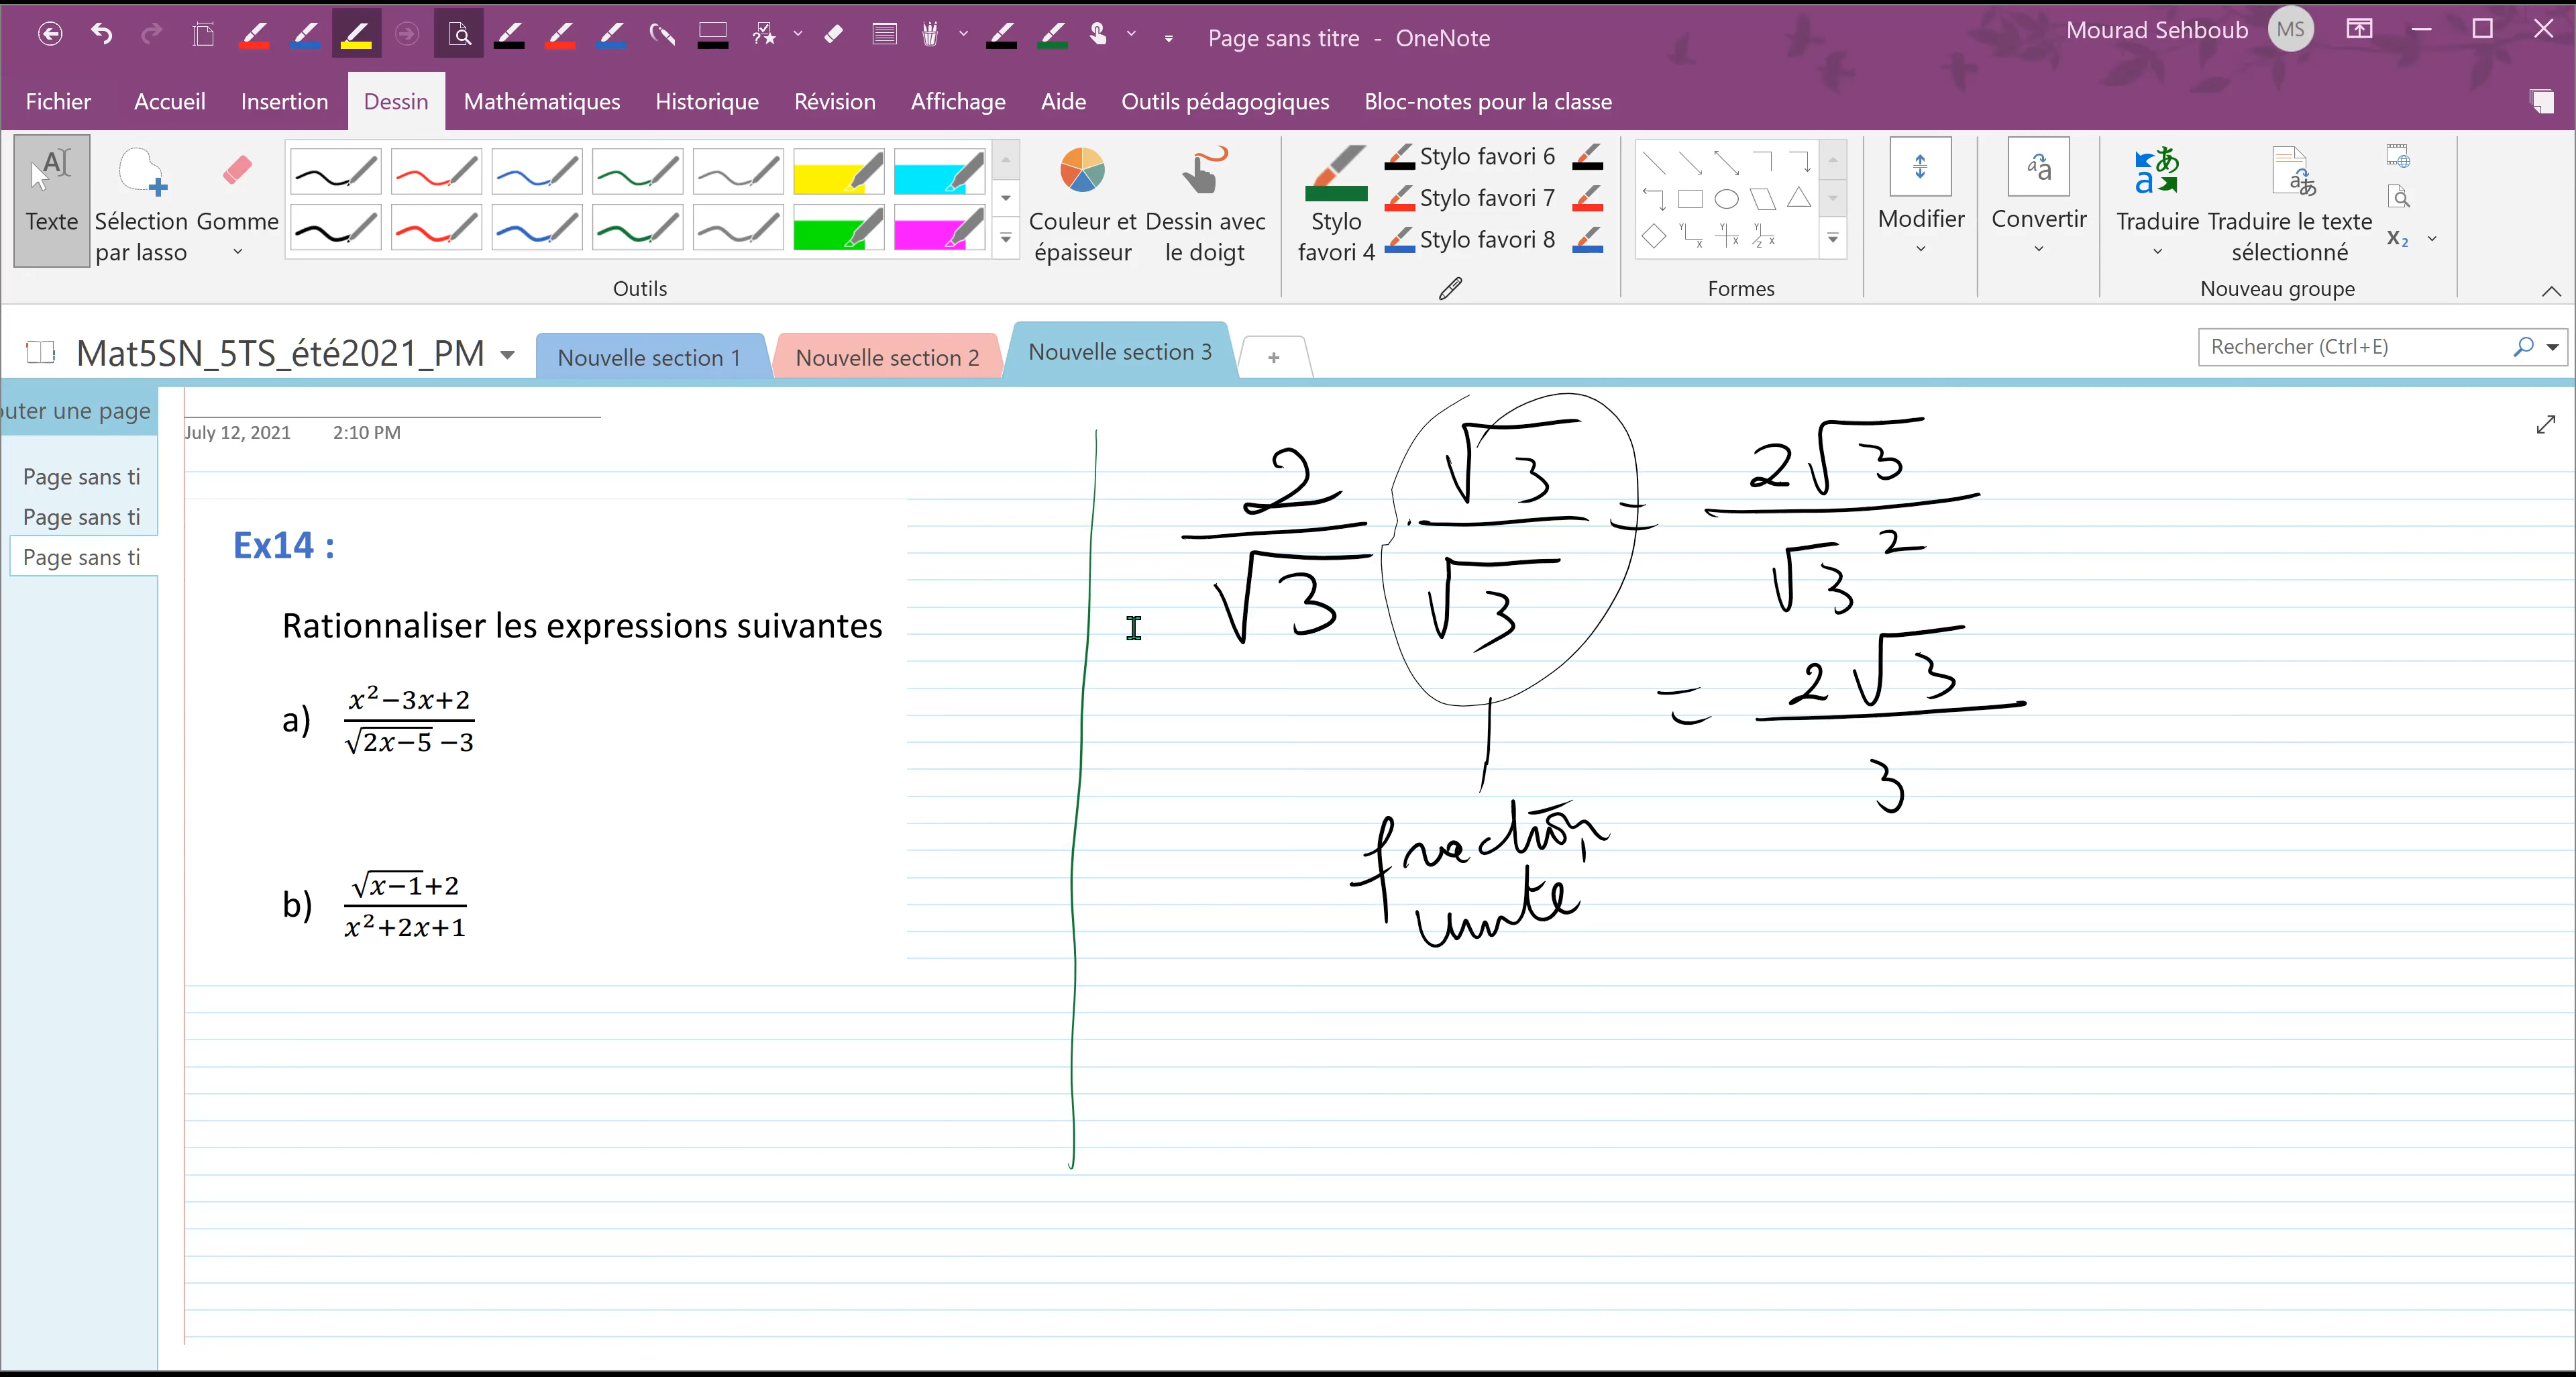 Page sans titre - OneNote
Mourad Sehboub MS
Fichier Accueil Insertion Dessin Mathématiques Historique Révision Affichage Aide Outils pédagogiques Bloc-notes pour la classe
Texte
Sélection par lasso
Gomme
Couleur et épaisseur
Dessin avec le doigt
Stylo favori 4
Stylo favori 6
Stylo favori 7
Stylo favori 8
Modifier
Convertir
Traduire
Traduire le texte sélectionné
X₂
Outils
Formes
Nouveau groupe
Mat5SN_5TS_été2021_PM
Nouvelle section 1
Nouvelle section 2
Nouvelle section 3
+
Rechercher (Ctrl+E)
outer une page
Page sans ti
Page sans ti
Page sans ti
July 12, 2021 2:10 PM
Ex14 :
Rationnaliser les expressions suivantes
a) (x²−3x+2)/(√(2x−5) −3)
b) (√(x−1)+2)/(x²+2x+1)
2/√3 · √3/√3 = 2√3/√3²
= 2√3/3
fraction
unité